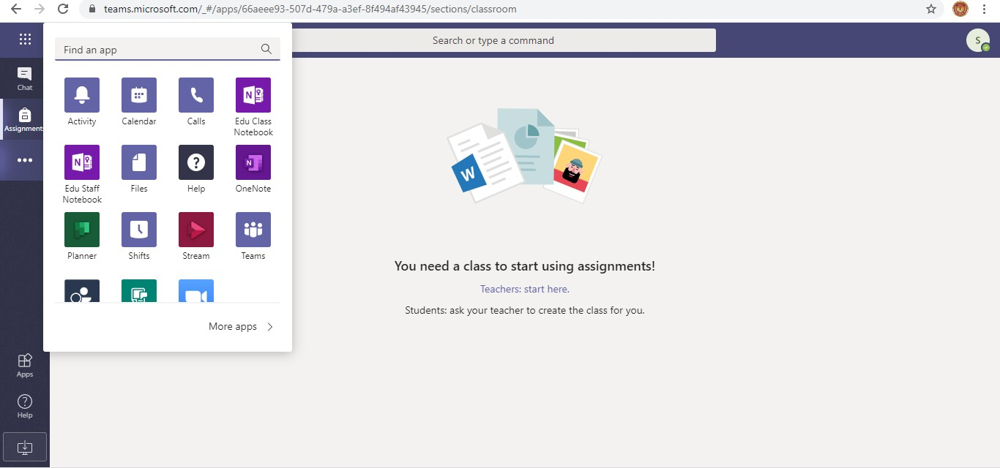 teams.microsoft.com/_#/apps/66aeee93-507d-479a-a3ef-8f494af43945/sections/classroom
Search or type a command
S
Chat
Assignment
Apps
Help
Find an app
Activity
Calendar
Calls
Edu Class
Notebook
Edu Staff
Notebook
Files
Help
OneNote
Planner
Shifts
Stream
Teams
More apps
N
N
N
W
You need a class to start using assignments!
Teachers: start here.
Students: ask your teacher to create the class for you.